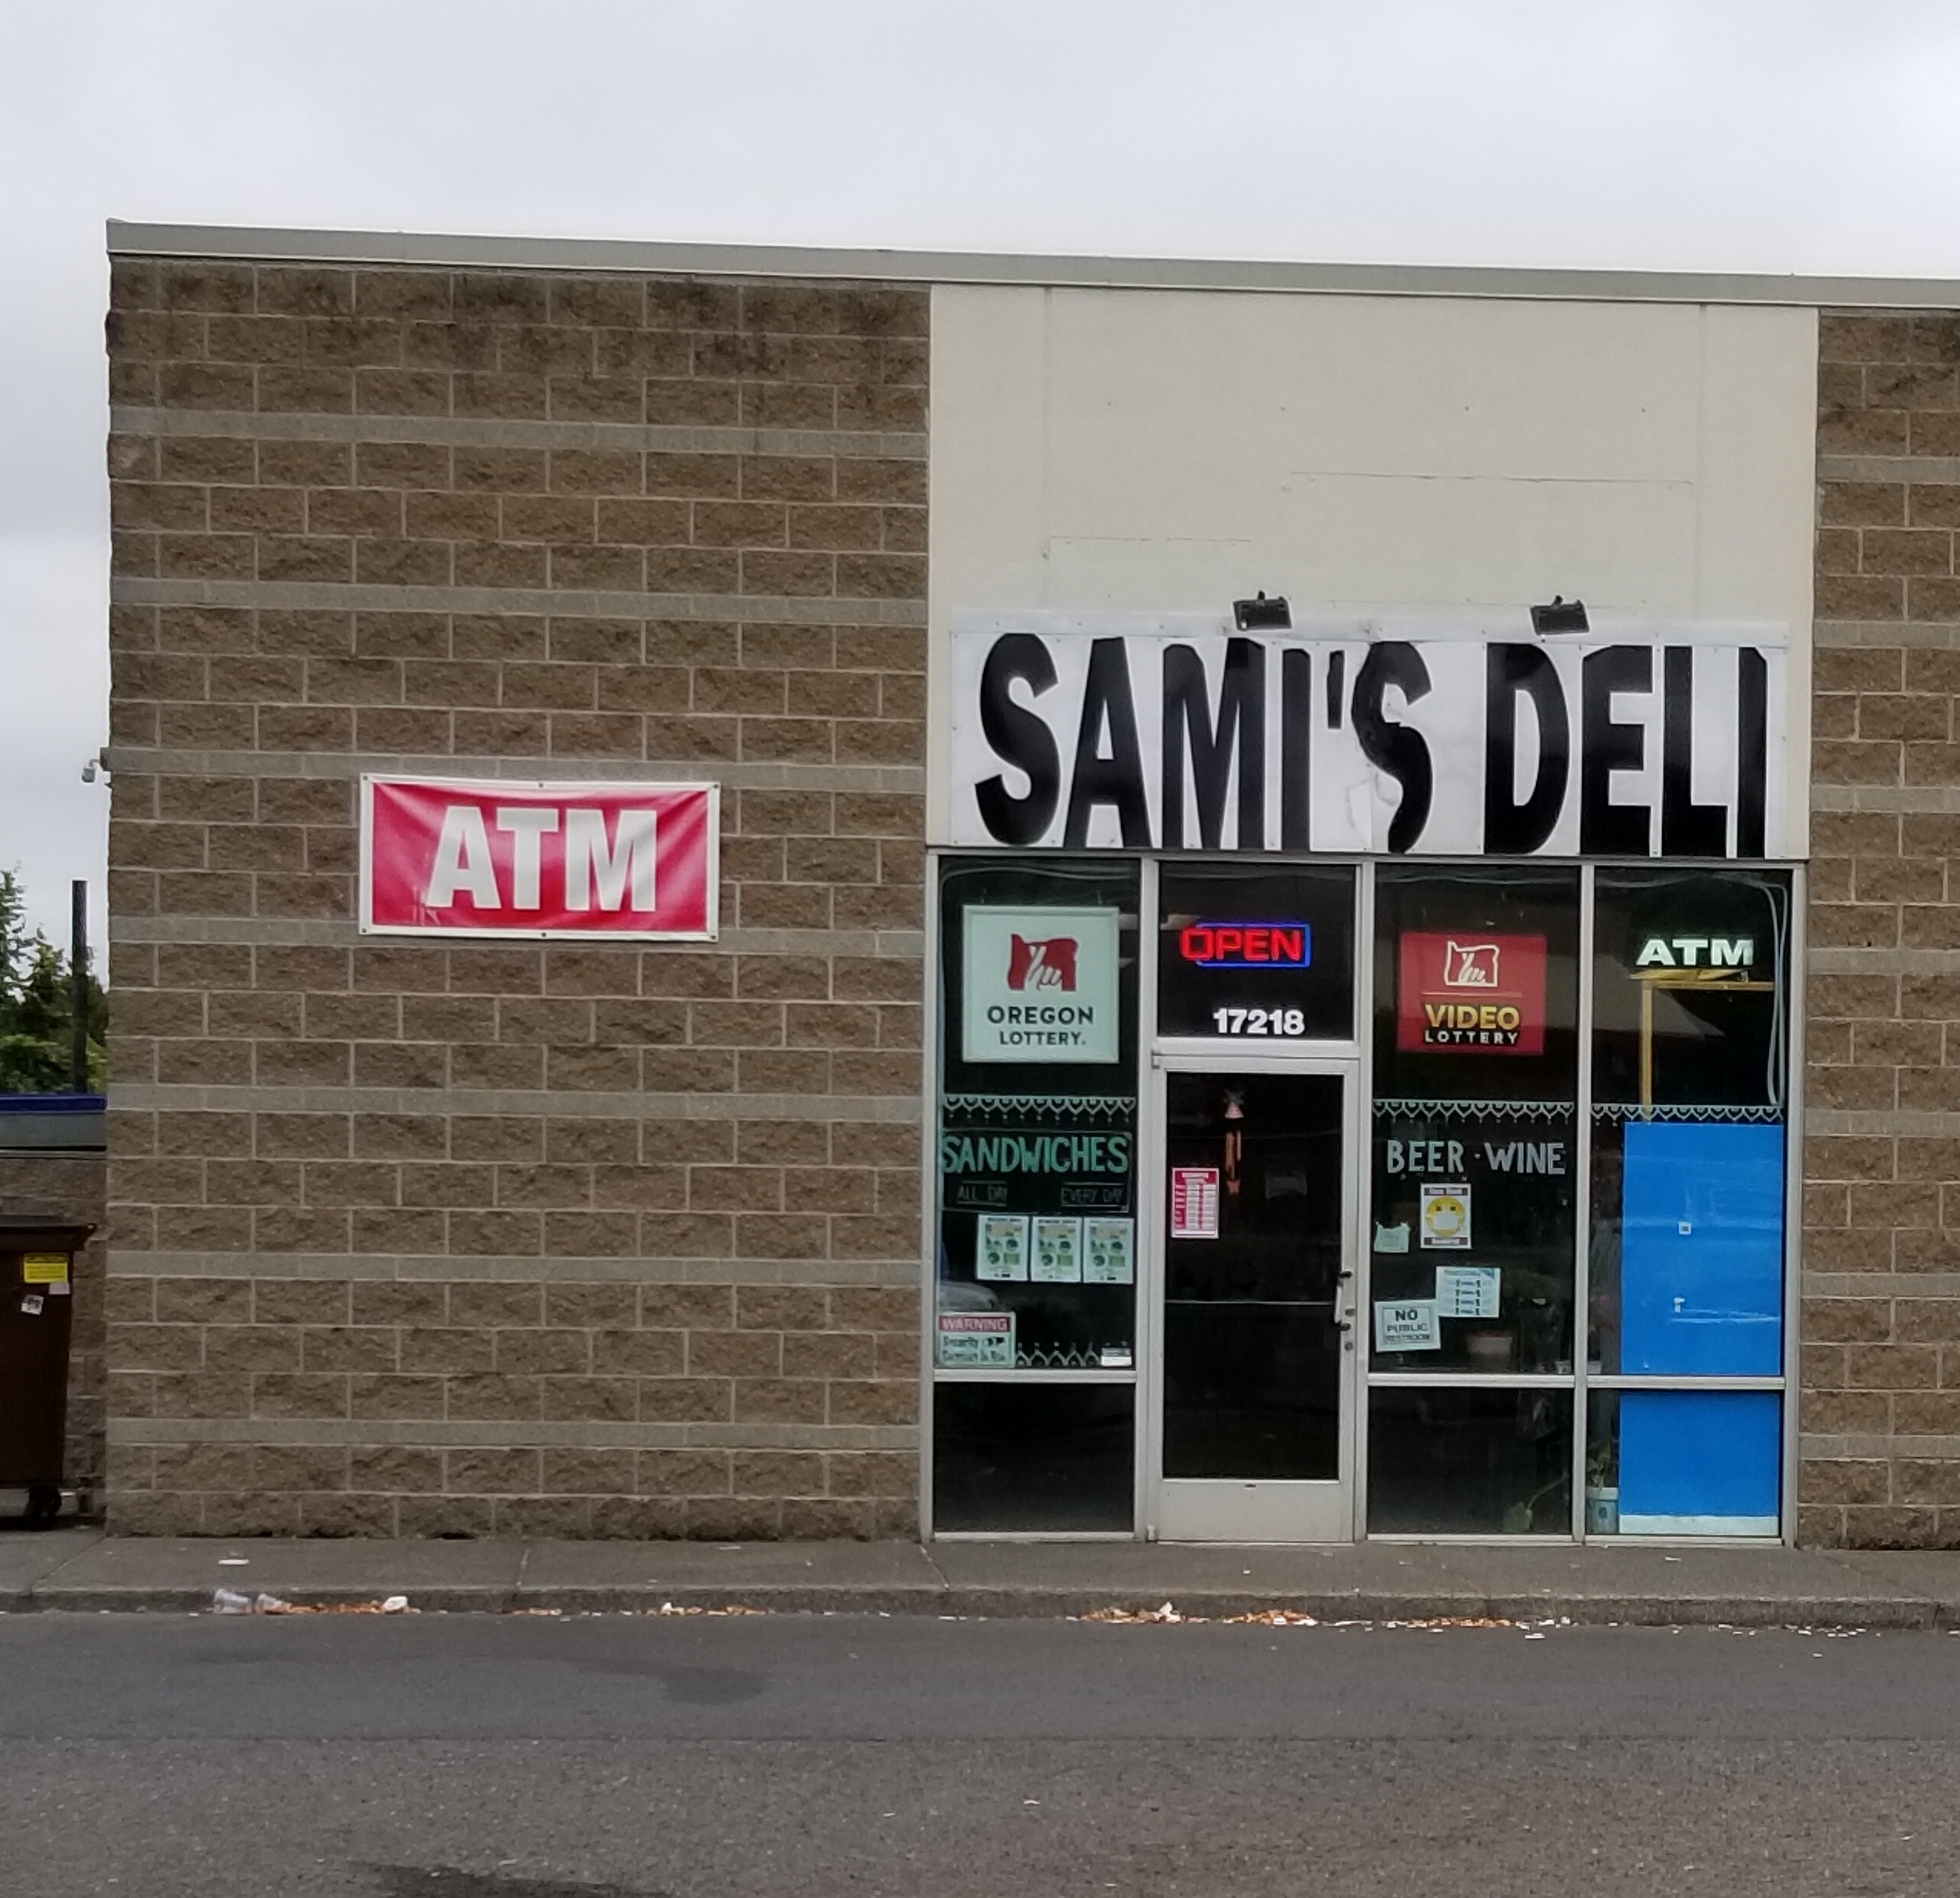 SAMI'S DELI
ATM
OREGON
LOTTERY.
OPEN
17218
VIDEO
LOTTERY
ATM
SANDWICHES
ALL DAY EVERY DAY
BEER · WINE
WARNING
Security
NO
PUBLIC
RESTROOM